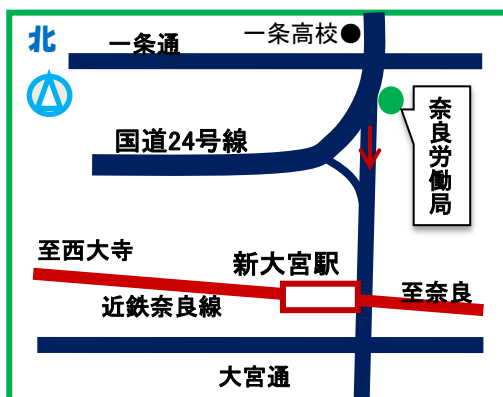 北
一条通
一条高校
国道24号線
奈良労働局
至西大寺
新大宮駅
至奈良
近鉄奈良線
大宮通